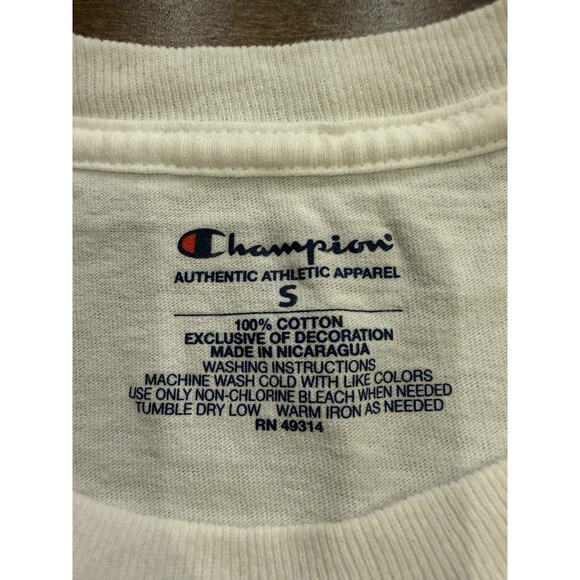 Champion
AUTHENTIC ATHLETIC APPAREL
S
100% COTTON
EXCLUSIVE OF DECORATION
MADE IN NICARAGUA
WASHING INSTRUCTIONS
MACHINE WASH COLD WITH LIKE COLORS
USE ONLY NON-CHLORINE BLEACH WHEN NEEDED
TUMBLE DRY LOW WARM IRON AS NEEDED
RN 49314